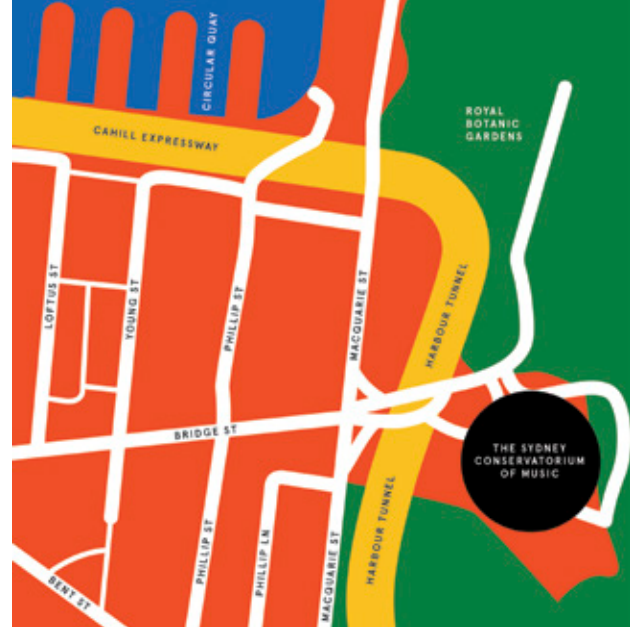 CIRCULAR QUAY
CAHILL EXPRESSWAY
ROYAL
BOTANIC
GARDENS
LOFTUS ST
YOUNG ST
PHILLIP ST
MACQUARIE ST
HARBOUR TUNNEL
BRIDGE ST
THE SYDNEY
CONSERVATORIUM
OF MUSIC
BENT ST
PHILLIP ST
PHILLIP LN
MACQUARIE ST
HARBOUR TUNNEL